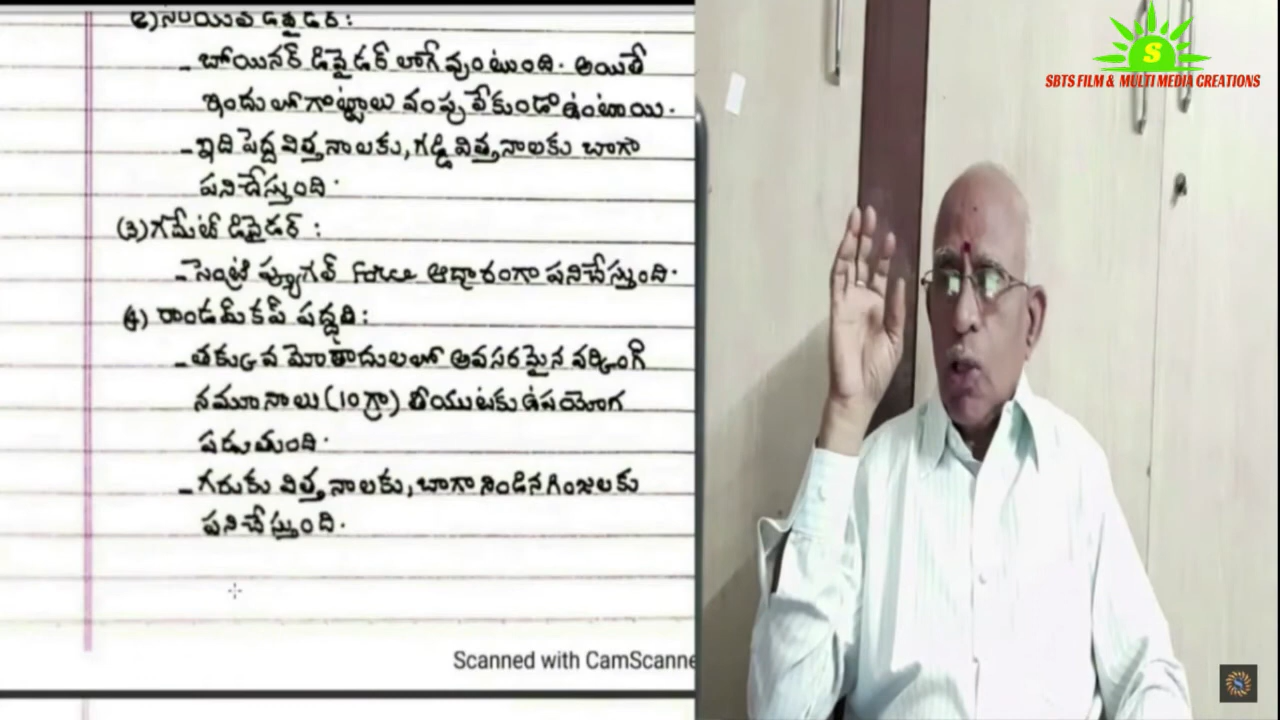 - బోయినర్ డివైడర్ లాగే వుంటుంది. అయితే
ఇందులో గొట్టాలు వంపు లేకుండా ఉంటాయి.
- ఇది పెద్ద విత్తనాలకు, గడ్డి విత్తనాలకు బాగా
పనిచేస్తుంది.
(3) గమేట్ డివైడర్ :
- సెంట్రి ఫ్యూగల్ Force ఆధారంగా పనిచేస్తుంది.
(4) రాండమ్ కప్ పద్ధతి :
- తక్కువ మోతాదులలో అవసరమైన వర్కింగ్
నమూనాలు (10 గ్రా) తీయుటకు ఉపయోగ
పడుతుంది.
- గరుకు విత్తనాలకు, బాగా నిండిన గింజలకు
పనిచేస్తుంది.
Scanned with CamScanne
S
SBTS FILM & MULTI MEDIA CREATIONS